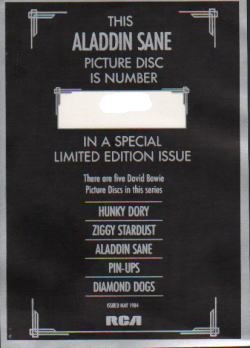 THIS
ALADDIN SANE
PICTURE DISC
IS NUMBER
IN A SPECIAL
LIMITED EDITION ISSUE
There are five David Bowie
Picture Discs in this series
HUNKY DORY
ZIGGY STARDUST
ALADDIN SANE
PIN-UPS
DIAMOND DOGS
ISSUED MAY 1984
RCA